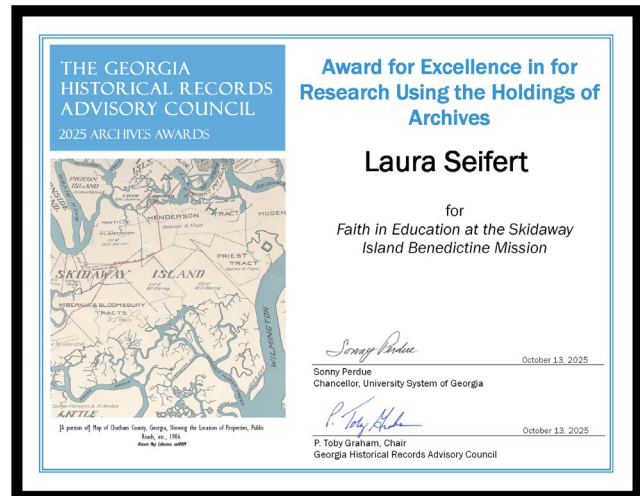 THE GEORGIA
HISTORICAL RECORDS
ADVISORY COUNCIL
2025 ARCHIVES AWARDS
PIGEON
ISLAND
HENDERSON TRACT
MODEN
PRIEST
TRACT
SKIDAWAY ISLAND
HIBERNIA & BLOOMSBURY
TRACTS
WILMINGTON
LITTLE
[A portion of] Map of Chatham County, Georgia, Showing the Location of Properties, Public
Roads, etc., 1906
Award for Excellence in for
Research Using the Holdings of
Archives
Laura Seifert
for
Faith in Education at the Skidaway
Island Benedictine Mission
Sonny Perdue
October 13, 2025
Sonny Perdue
Chancellor, University System of Georgia
P. Toby Graham
October 13, 2025
P. Toby Graham, Chair
Georgia Historical Records Advisory Council